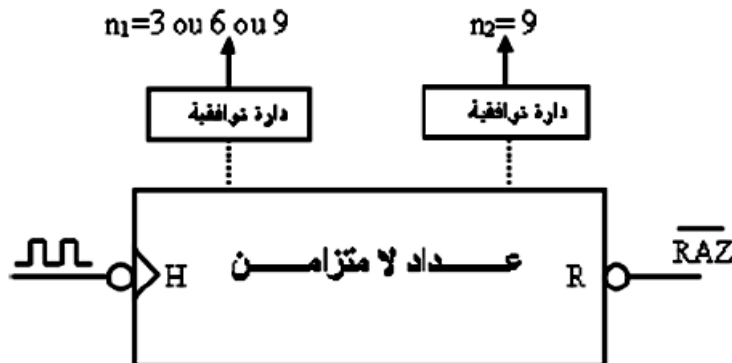 n₁=3 ou 6 ou 9
n₂= 9
دارة توافقية
دارة توافقية
H
عداد لا متزامن
R
RAZ